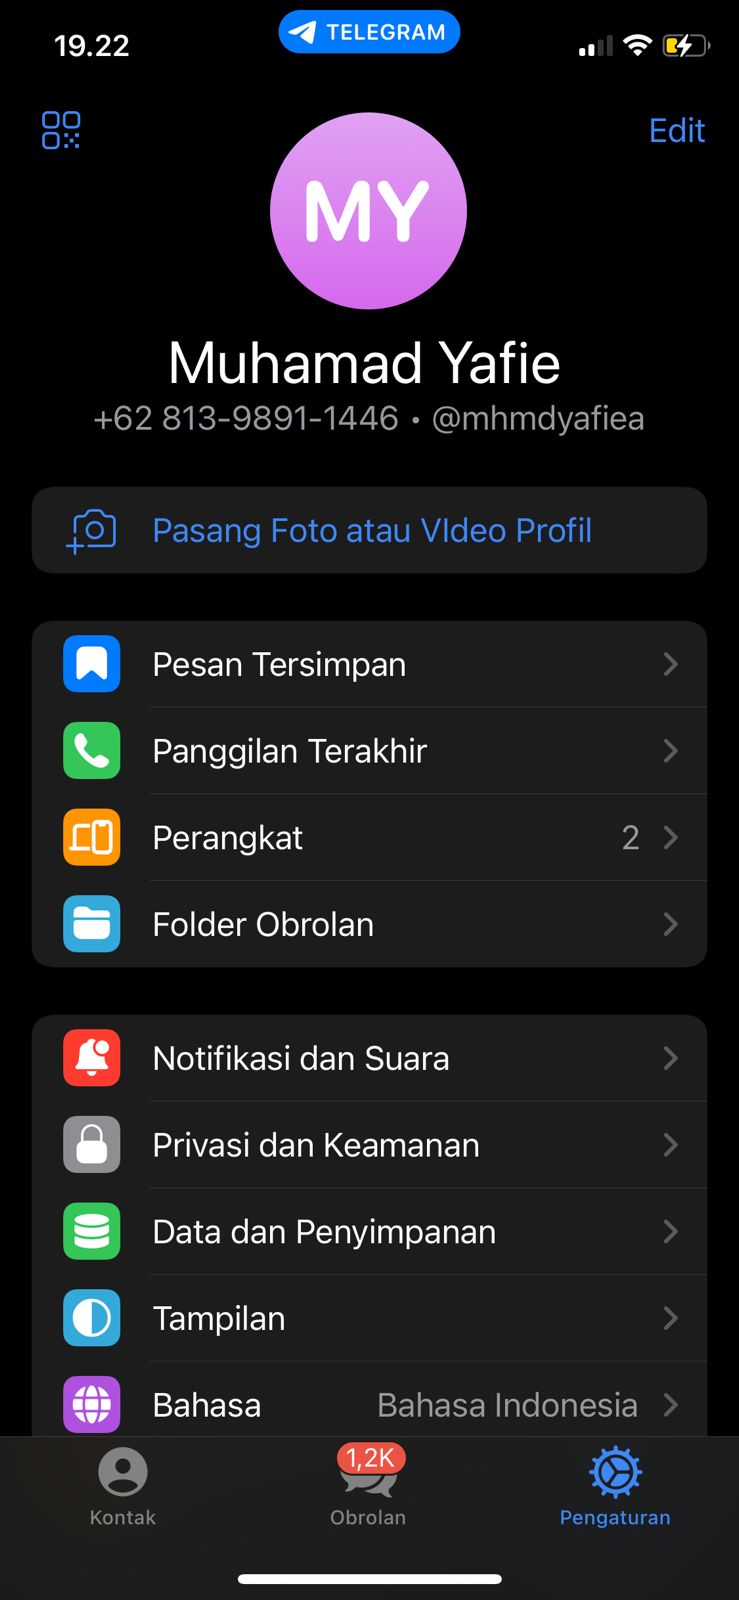 19.22
TELEGRAM
Edit
MY
Muhamad Yafie
+62 813-9891-1446 • @mhmdyafiea
Pasang Foto atau VIdeo Profil
Pesan Tersimpan
Panggilan Terakhir
Perangkat 2
Folder Obrolan
Notifikasi dan Suara
Privasi dan Keamanan
Data dan Penyimpanan
Tampilan
Bahasa Bahasa Indonesia
1,2K
Kontak Obrolan Pengaturan